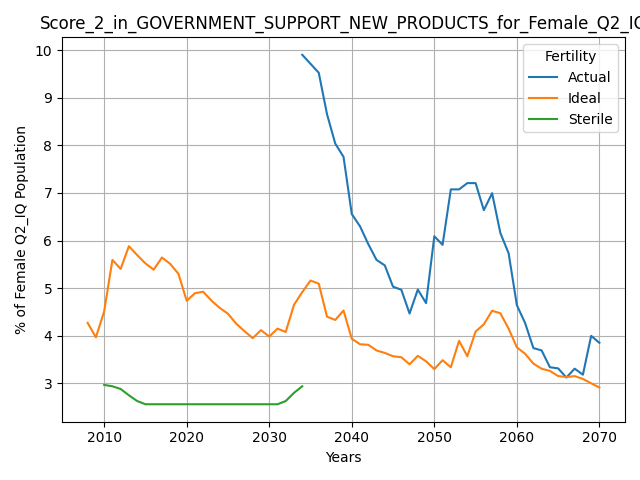 Score_2_in_GOVERNMENT_SUPPORT_NEW_PRODUCTS_for_Female_Q2_IQ
% of Female Q2_IQ Population
10
9
8
7
6
5
4
3
Fertility
Actual
Ideal
Sterile
2010 2020 2030 2040 2050 2060 2070
Years